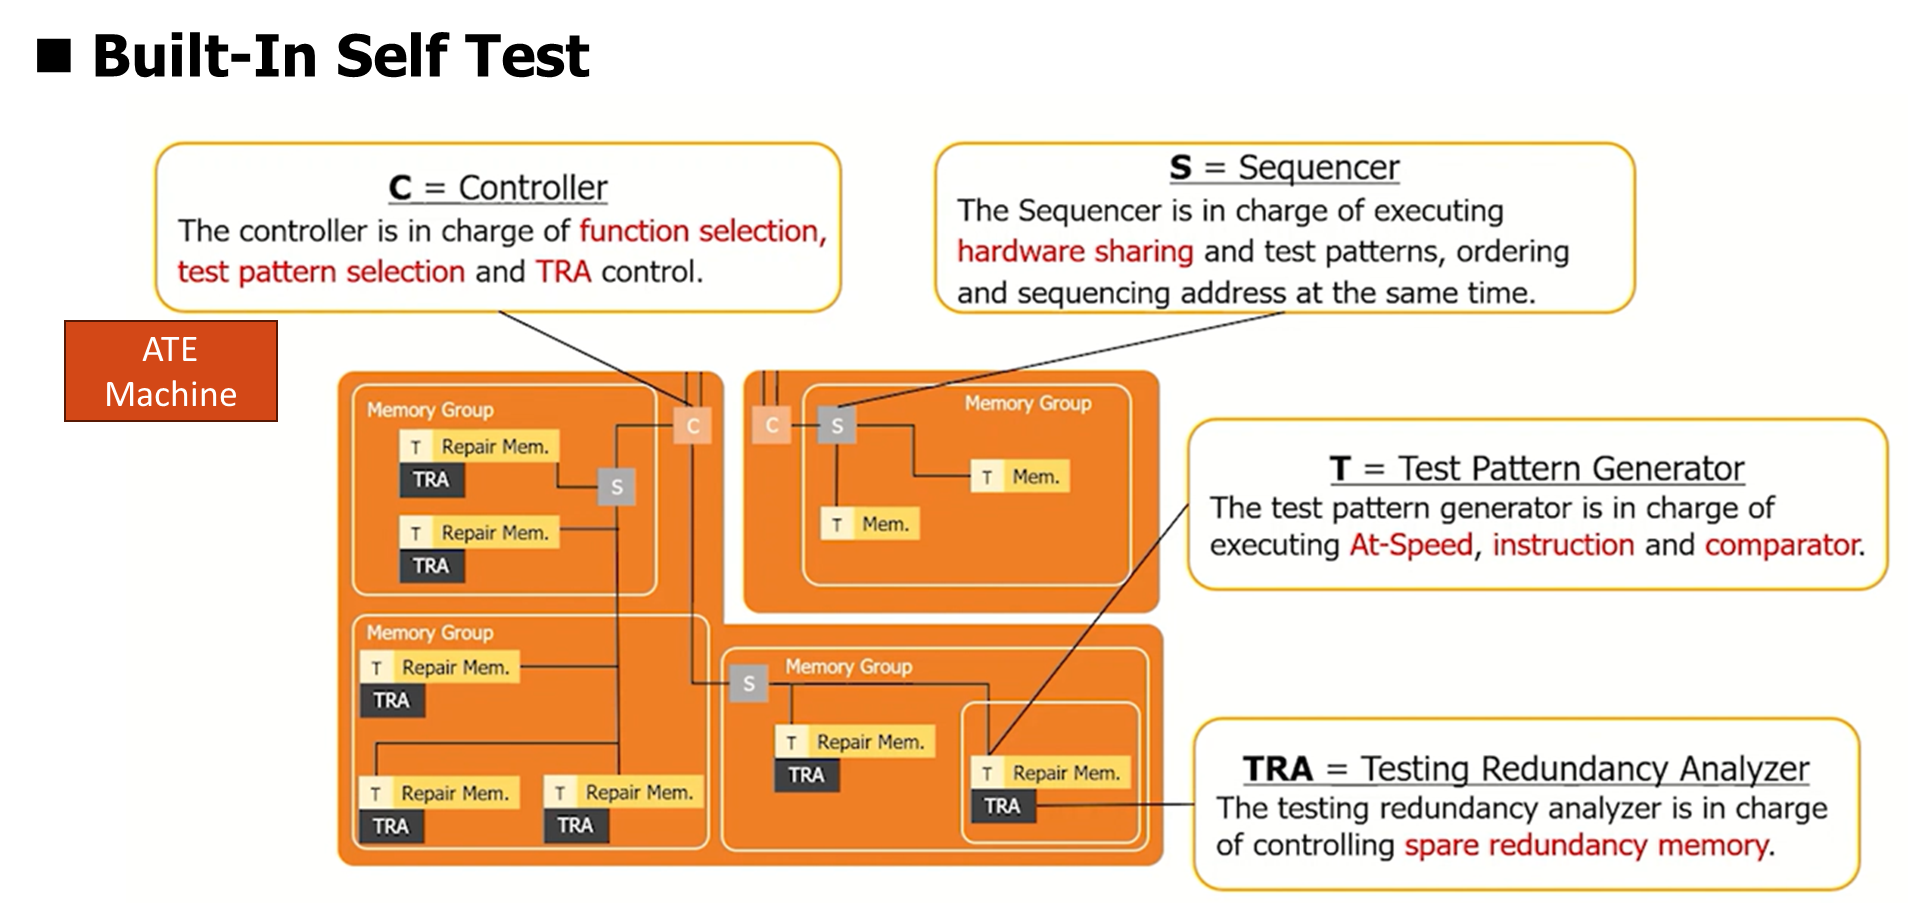 ■ Built-In Self Test
C = Controller
The controller is in charge of function selection,
test pattern selection and TRA control.
S = Sequencer
The Sequencer is in charge of executing
hardware sharing and test patterns, ordering
and sequencing address at the same time.
ATE
Machine
Memory Group
T Repair Mem.
TRA
S
T Repair Mem.
TRA
C
C
S
Memory Group
T Mem.
T Mem.
T = Test Pattern Generator
The test pattern generator is in charge of
executing At-Speed, instruction and comparator.
Memory Group
T Repair Mem.
TRA
T Repair Mem.
TRA
T Repair Mem.
TRA
S
Memory Group
T Repair Mem.
TRA
T Repair Mem.
TRA
TRA = Testing Redundancy Analyzer
The testing redundancy analyzer is in charge
of controlling spare redundancy memory.